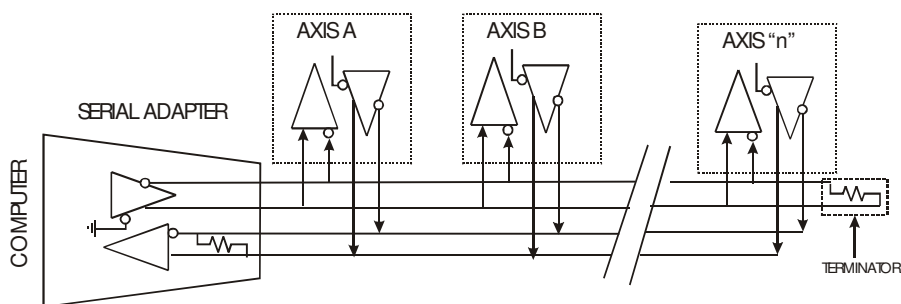 AXIS A
AXIS B
AXIS “n”
SERIAL ADAPTER
COMPUTER
TERMINATOR